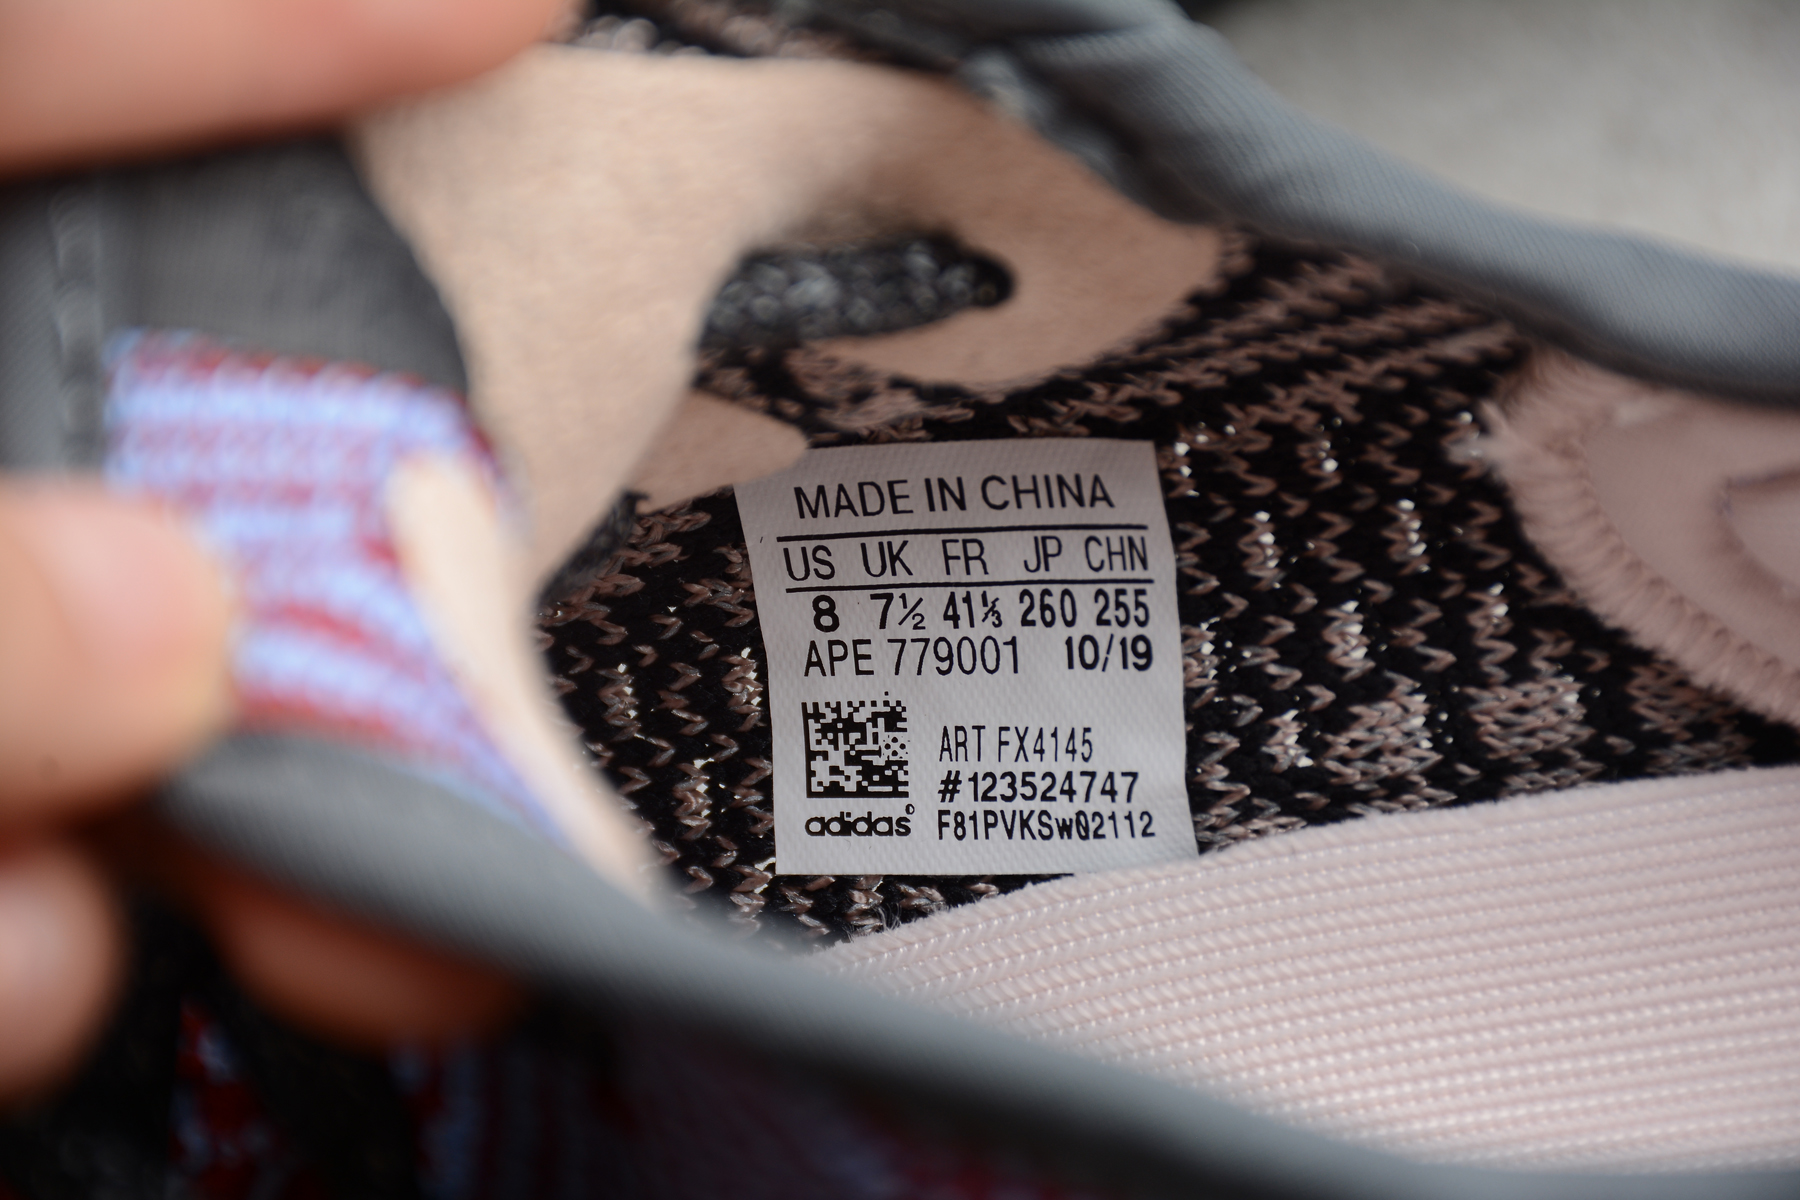 MADE IN CHINA
US UK FR JP CHN
8 7½ 41⅓ 260 255
APE 779001 10/19
ART FX4145
#123524747
adidas F81PVKSw02112